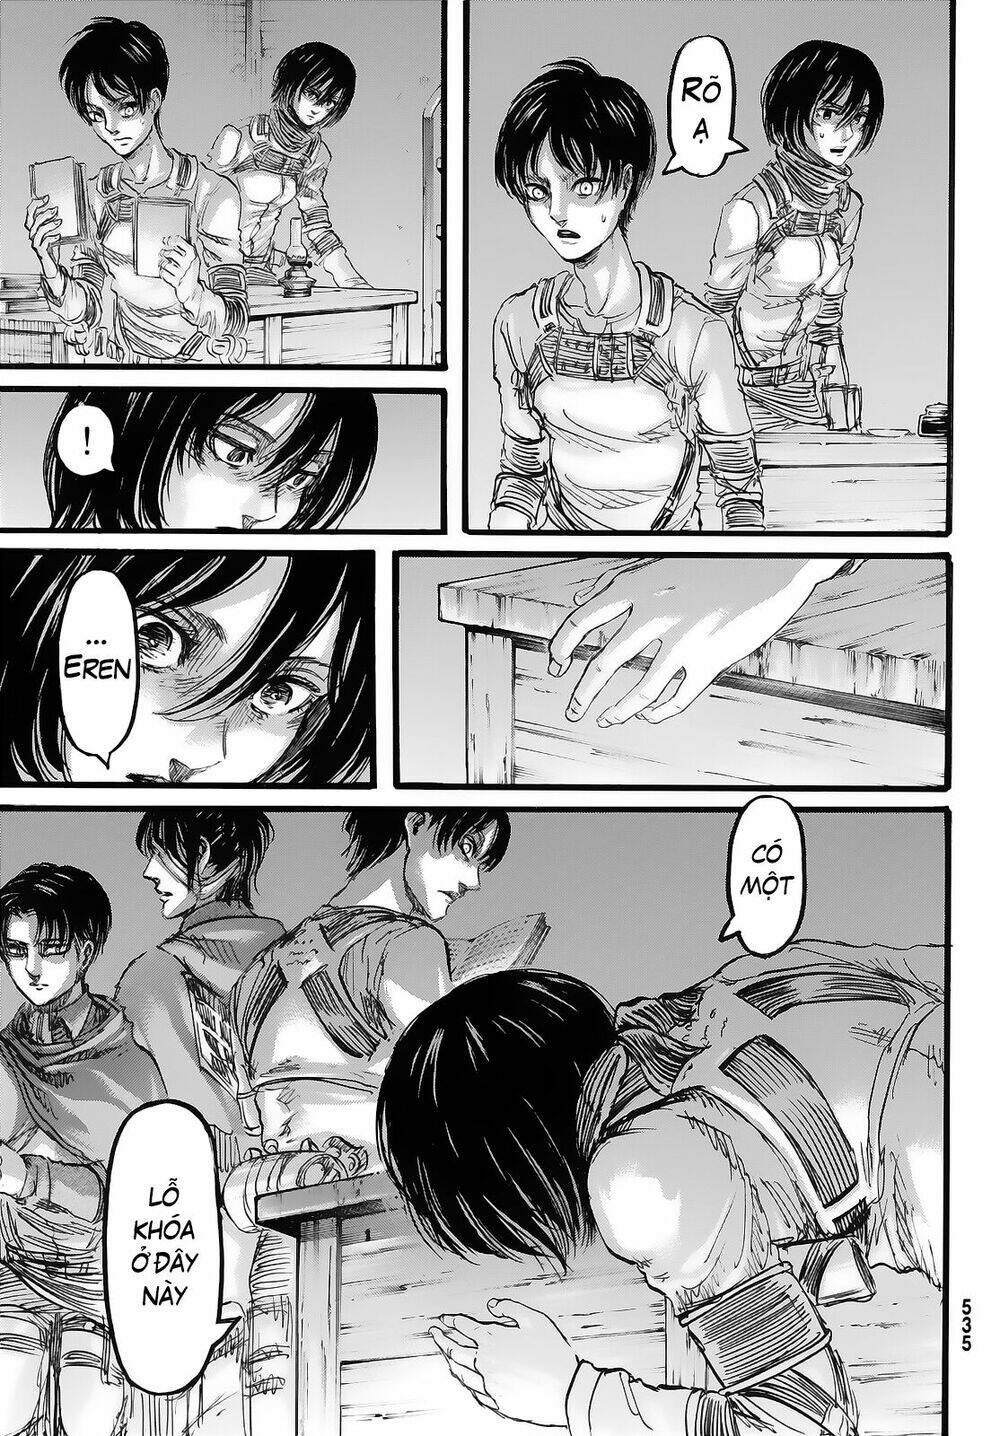 RÕ
Ạ
!
...
EREN
CÓ
MỘT
LỖ
KHÓA
Ở ĐÂY
NÀY
535